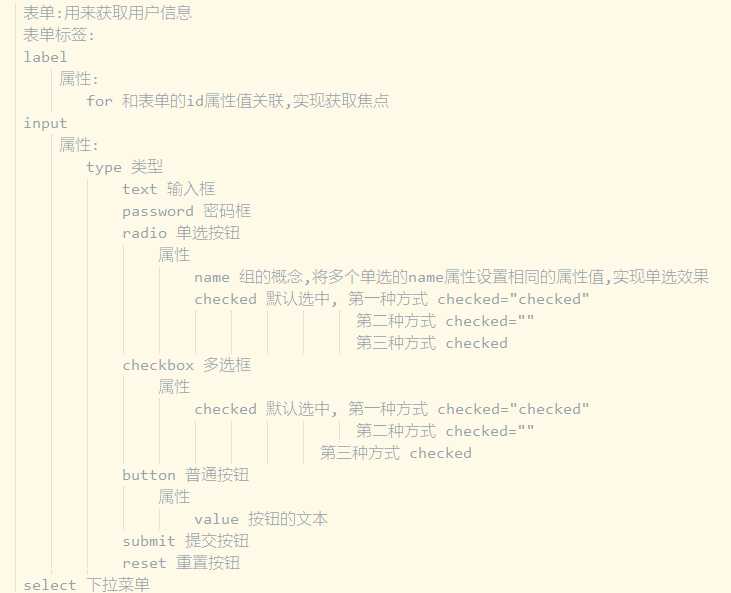 表单:用来获取用户信息
表单标签:
label
属性:
for 和表单的id属性值关联,实现获取焦点
input
属性:
type 类型
text 输入框
password 密码框
radio 单选按钮
属性
name 组的概念,将多个单选的name属性设置相同的属性值,实现单选效果
checked 默认选中, 第一种方式 checked="checked"
第二种方式 checked=""
第三种方式 checked
checkbox 多选框
属性
checked 默认选中, 第一种方式 checked="checked"
第二种方式 checked=""
第三种方式 checked
button 普通按钮
属性
value 按钮的文本
submit 提交按钮
reset 重置按钮
select 下拉菜单